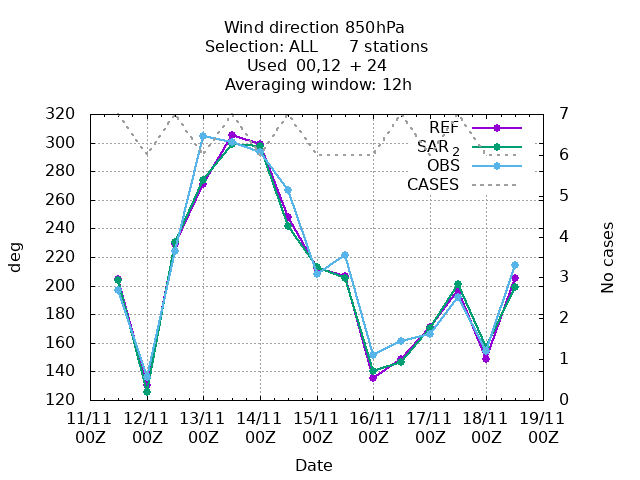 Wind direction 850hPa
Selection: ALL 7 stations
Used 00,12 + 24
Averaging window: 12h
320
300
280
260
240
220
200
180
160
140
120
deg
7
6
5
4
3
2
1
0
No cases
REF
SAR 2
OBS
CASES
11/11 12/11 13/11 14/11 15/11 16/11 17/11 18/11 19/11
00Z 00Z 00Z 00Z 00Z 00Z 00Z 00Z 00Z
Date